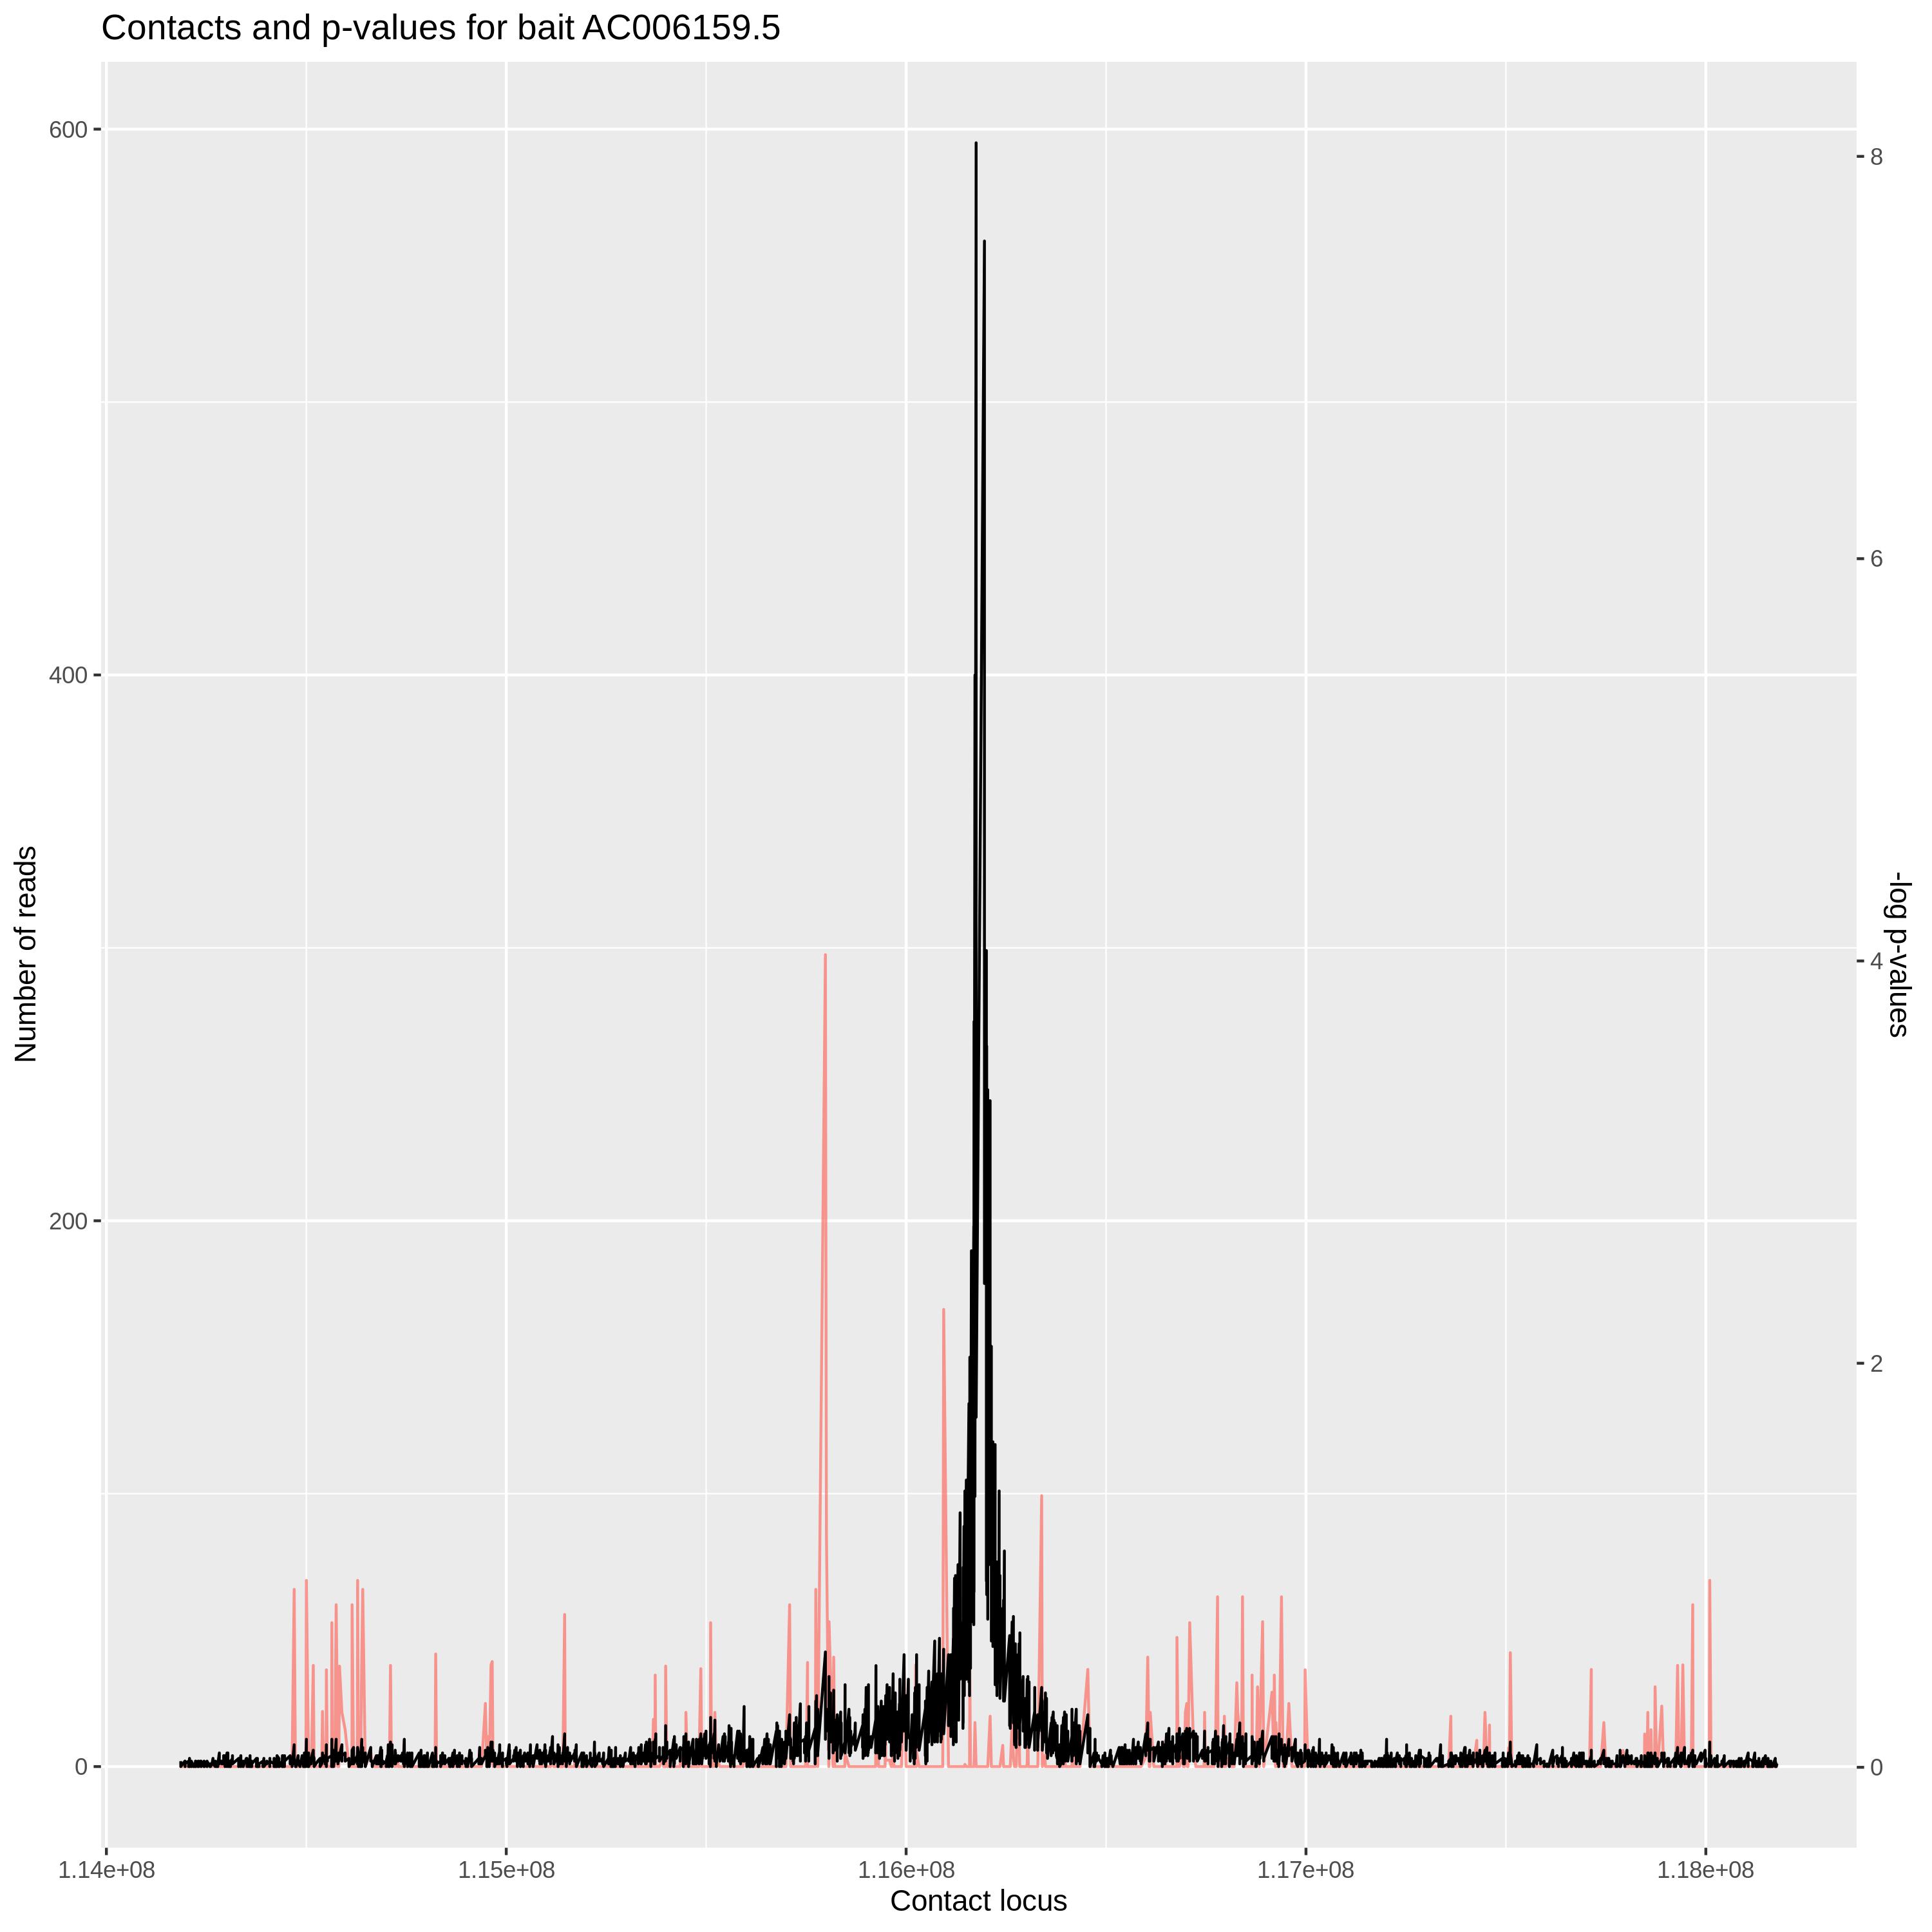 Contacts and p-values for bait AC006159.5
600
400
200
0
8
6
4
2
0
Number of reads
-log p-values
1.14e+08
1.15e+08
1.16e+08
1.17e+08
1.18e+08
Contact locus